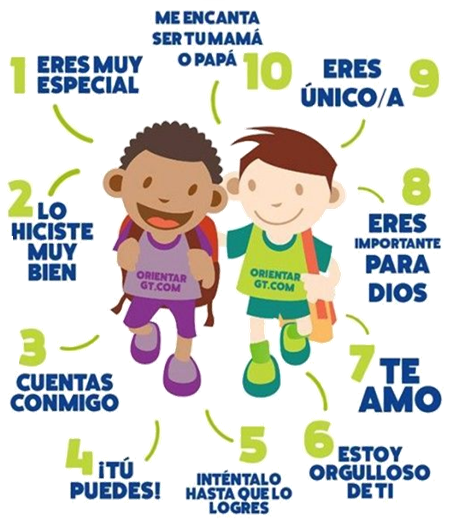 1 ERES MUY
ESPECIAL
2 LO
HICISTE
MUY
BIEN
3
CUENTAS
CONMIGO
4 ¡TÚ
PUEDES!
5
INTÉNTALO
HASTA QUE LO
LOGRES
6 ESTOY
ORGULLOSO
DE TI
7 TE
AMO
8
ERES
IMPORTANTE
PARA
DIOS
9
ERES
ÚNICO/A
ME ENCANTA
SER TU MAMÁ
O PAPÁ 10
ORIENTAR
GT.COM
ORIENTAR
GT.COM